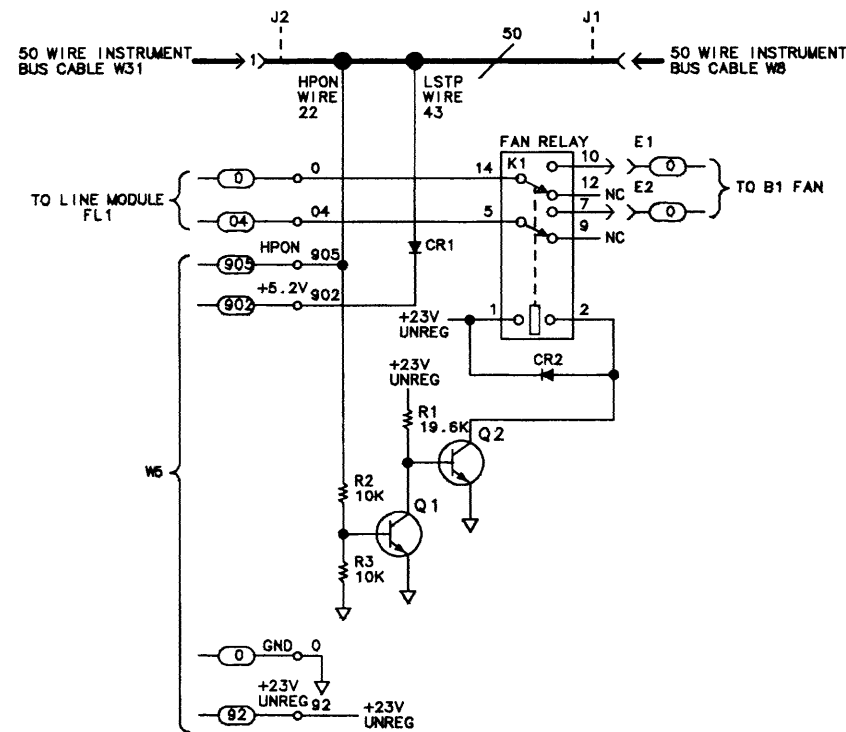 J2
J1
50
50 WIRE INSTRUMENT
BUS CABLE W31
1
50 WIRE INSTRUMENT
BUS CABLE W8
HPON
WIRE
22
LSTP
WIRE
43
FAN RELAY
E1
K1
10
0
0
0
14
12
NC
E2
TO LINE MODULE
FL1
TO B1 FAN
7
0
04
04
5
9
NC
HPON
905
905
CR1
+5.2V
902
902
+23V
UNREG
1
2
CR2
+23V
UNREG
R1
19.6K
Q2
W5
R2
10K
Q1
R3
10K
GND
0
0
+23V
UNREG
92
92
+23V
UNREG